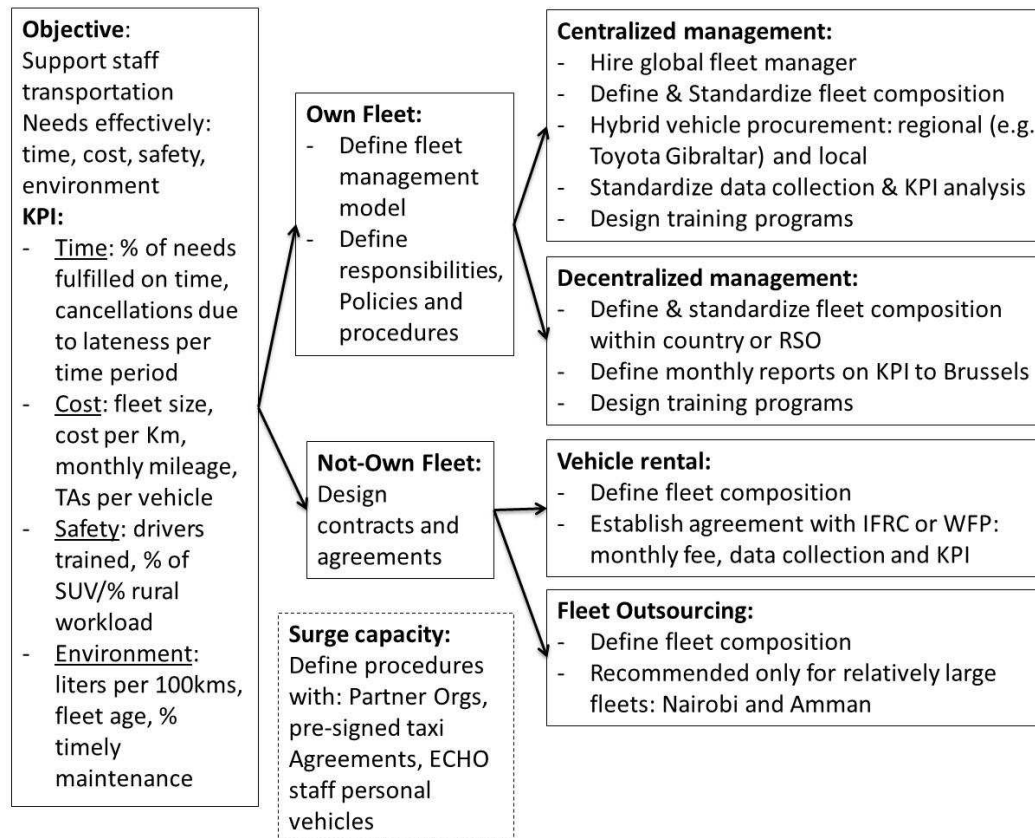 Objective:
Support staff
transportation
Needs effectively:
time, cost, safety,
environment
KPI:
- Time: % of needs
fulfilled on time,
cancellations due
to lateness per
time period
- Cost: fleet size,
cost per Km,
monthly mileage,
TAs per vehicle
- Safety: drivers
trained, % of
SUV/% rural
workload
- Environment:
liters per 100kms,
fleet age, %
timely
maintenance
Own Fleet:
- Define fleet
management
model
- Define
responsibilities,
Policies and
procedures
Not-Own Fleet:
Design
contracts and
agreements
Surge capacity:
Define procedures
with: Partner Orgs,
pre-signed taxi
Agreements, ECHO
staff personal
vehicles
Centralized management:
- Hire global fleet manager
- Define & Standardize fleet composition
- Hybrid vehicle procurement: regional (e.g.
Toyota Gibraltar) and local
- Standardize data collection & KPI analysis
- Design training programs
Decentralized management:
- Define & standardize fleet composition
within country or RSO
- Define monthly reports on KPI to Brussels
- Design training programs
Vehicle rental:
- Define fleet composition
- Establish agreement with IFRC or WFP:
monthly fee, data collection and KPI
Fleet Outsourcing:
- Define fleet composition
- Recommended only for relatively large
fleets: Nairobi and Amman